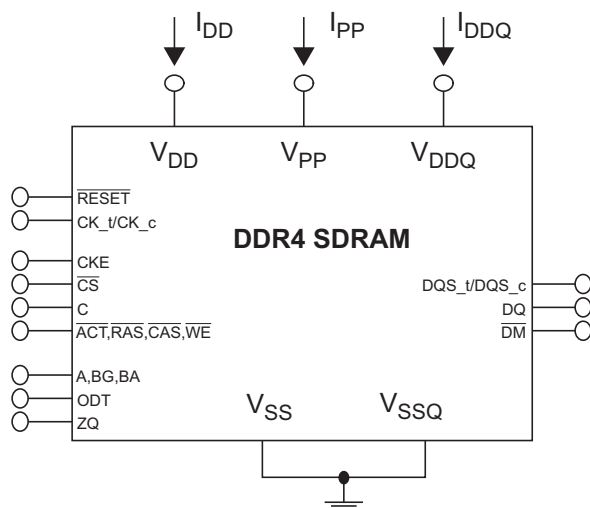 IDD IPP IDDQ
VDD VPP VDDQ
RESET
CK_t/CK_c
DDR4 SDRAM
CKE
CS
DQS_t/DQS_c
C
DQ
ACT,RAS,CAS,WE
DM
A,BG,BA
ODT
VSS VSSQ
ZQ